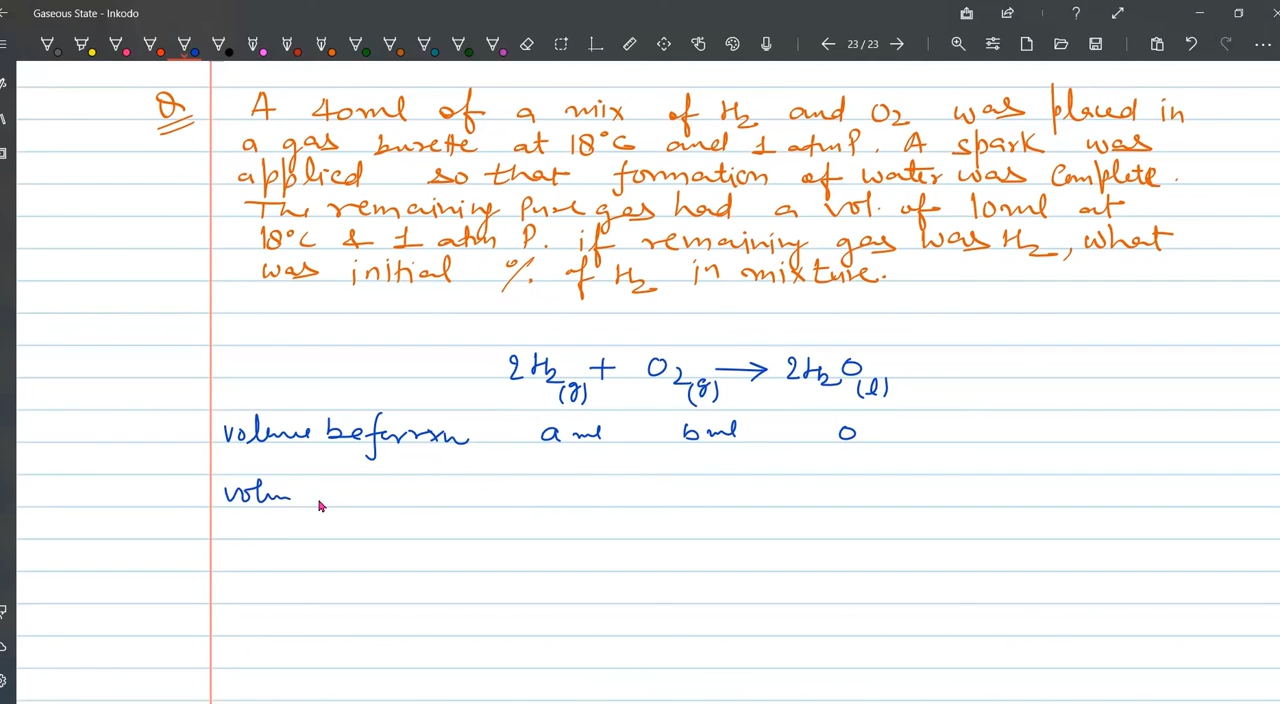 Gaseous State - Inkodo
23/23
Q A 40ml of a mix of H2 and O2 was placed in
a gas burette at 18°C and 1 atm P. A spark was
applied so that formation of water was complete.
The remaining Pure gas had a vol. of 10ml at
18°C & 1 atm P. if remaining gas was H2, what
was initial % of H2 in mixture.
2H2(g) + O2(g) → 2H2O(l)
volume before rxn a ml b ml 0
volum